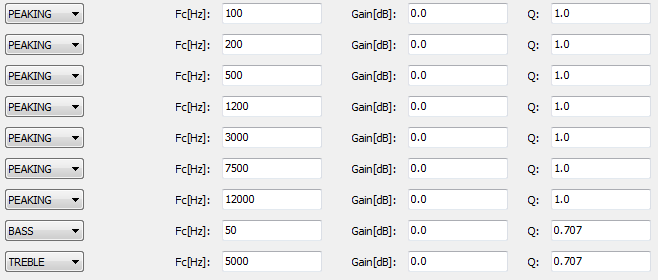 PEAKING Fc[Hz]: 100 Gain[dB]: 0.0 Q: 1.0
PEAKING Fc[Hz]: 200 Gain[dB]: 0.0 Q: 1.0
PEAKING Fc[Hz]: 500 Gain[dB]: 0.0 Q: 1.0
PEAKING Fc[Hz]: 1200 Gain[dB]: 0.0 Q: 1.0
PEAKING Fc[Hz]: 3000 Gain[dB]: 0.0 Q: 1.0
PEAKING Fc[Hz]: 7500 Gain[dB]: 0.0 Q: 1.0
PEAKING Fc[Hz]: 12000 Gain[dB]: 0.0 Q: 1.0
BASS Fc[Hz]: 50 Gain[dB]: 0.0 Q: 0.707
TREBLE Fc[Hz]: 5000 Gain[dB]: 0.0 Q: 0.707